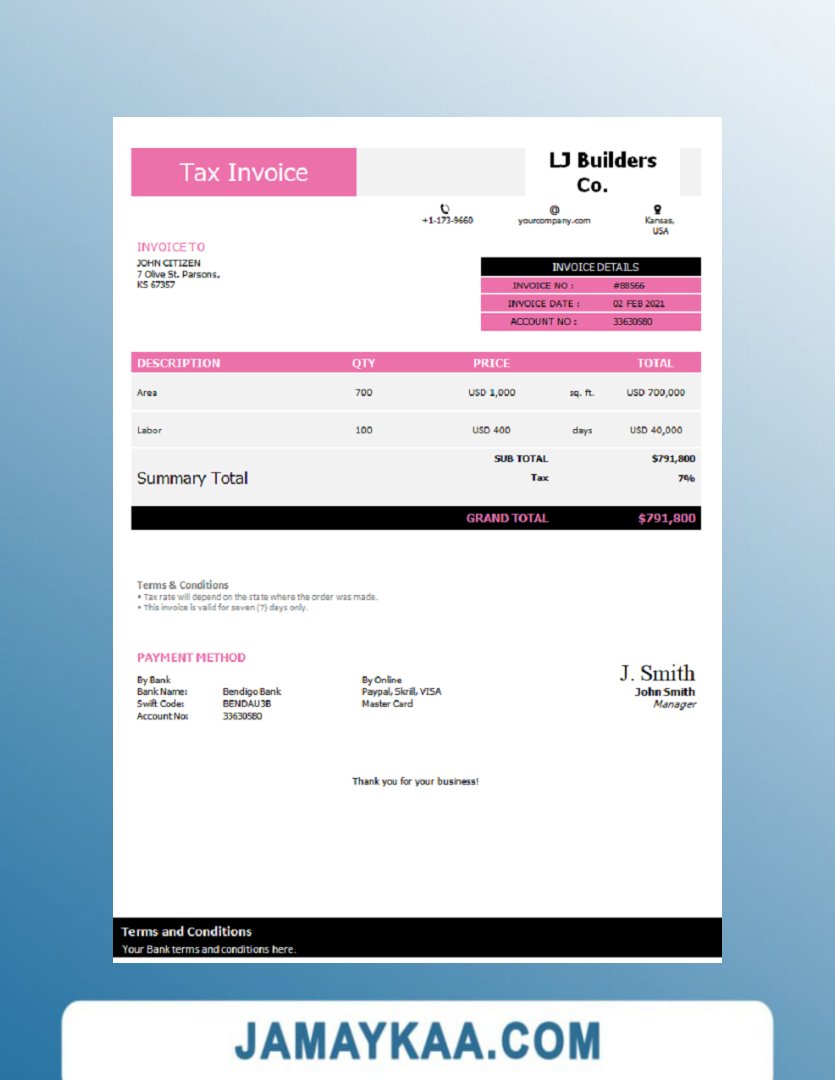 Tax Invoice
LJ Builders
Co.
+1-173-9660
@
yourcompany.com
Kansas,
USA
INVOICE TO
JOHN CITIZEN
7 Olive St. Parsons,
KS 67357
INVOICE DETAILS
INVOICE NO : #88566
INVOICE DATE : 02 FEB 2021
ACCOUNT NO : 33630580
DESCRIPTION QTY PRICE TOTAL
Area 700 USD 1,000 sq. ft. USD 700,000
Labor 100 USD 400 days USD 40,000
SUB TOTAL $791,800
Summary Total
Tax 7%
GRAND TOTAL $791,800
Terms & Conditions
• Tax rate will depend on the state where the order was made.
• This invoice is valid for seven (7) days only.
PAYMENT METHOD
By Bank
Bank Name: Bendigo Bank
Swift Code: BENDAU3B
Account No: 33630580
By Online
Paypal, Skrill, VISA
Master Card
J. Smith
John Smith
Manager
Thank you for your business!
Terms and Conditions
Your Bank terms and conditions here.
JAMAYKAA.COM